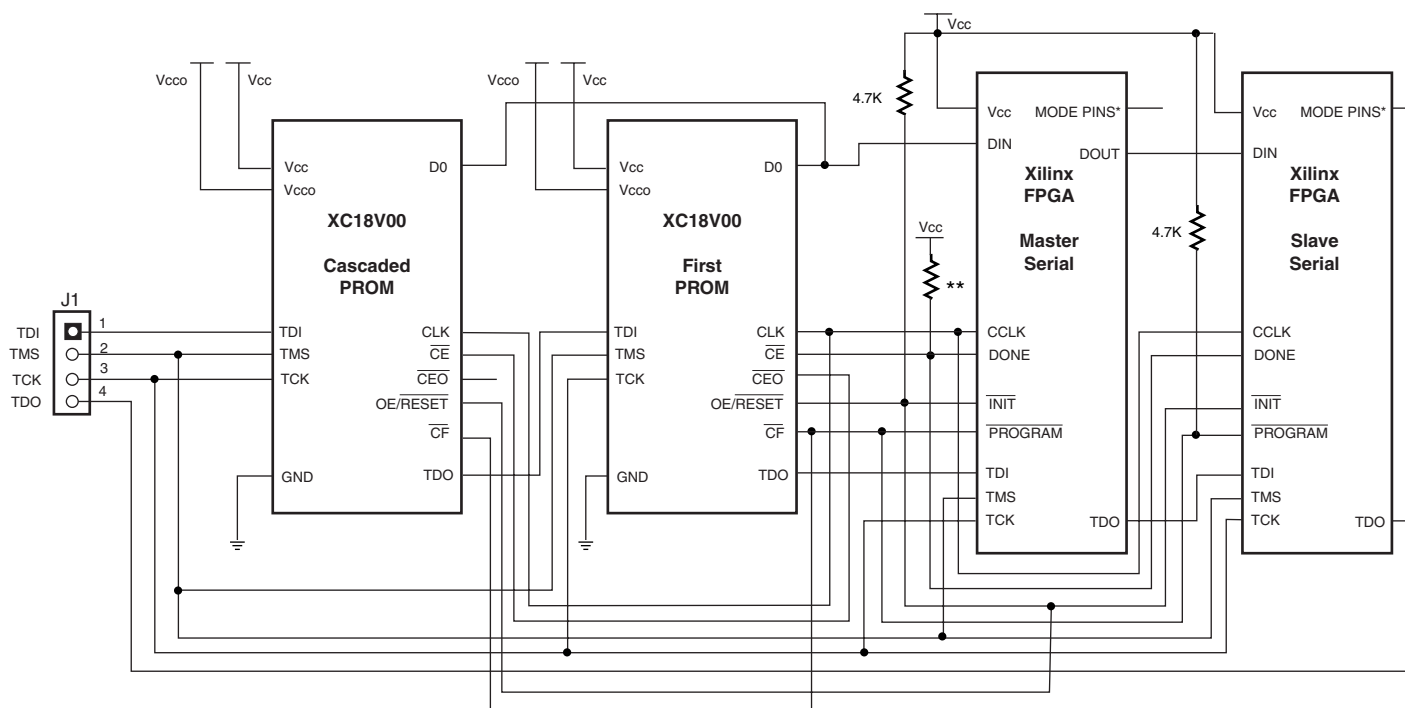 Vcc
Vcco
Vcc
Vcco
Vcc
4.7K
Vcc
MODE PINS*
Vcc
MODE PINS*
DIN
DOUT
DIN
Vcc
D0
Vcc
D0
Vcco
Vcco
Xilinx
FPGA
Xilinx
FPGA
XC18V00
XC18V00
Vcc
4.7K
Master
Serial
Slave
Serial
Cascaded
PROM
First
PROM
**
J1
TDI
1
TDI
CLK
TDI
CLK
CCLK
CCLK
TMS
2
TMS
CE
TMS
CE
DONE
DONE
TCK
3
TCK
CEO
TCK
CEO
TDO
4
OE/RESET
OE/RESET
INIT
INIT
CF
CF
PROGRAM
PROGRAM
GND
TDO
GND
TDO
TDI
TDI
TMS
TMS
TCK
TDO
TCK
TDO